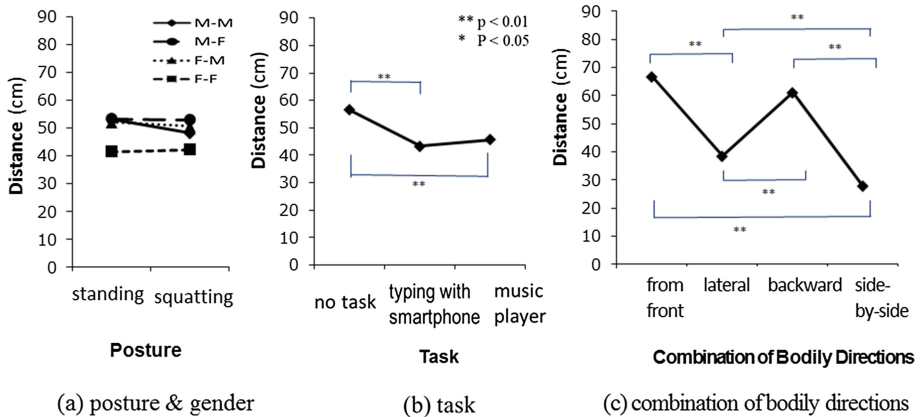 90
80
70
60
50
40
30
20
10
0
Distance (cm)
M-M
M-F
F-M
F-F
standing squatting
Posture
(a) posture & gender
90
80
70
60
50
40
30
20
10
0
Distance (cm)
** p < 0.01
* P < 0.05
**
**
no task
typing with
smartphone
music
player
Task
(b) task
90
80
70
60
50
40
30
20
10
0
Distance (cm)
**
**
**
**
**
from
front
lateral
backward
side-
by-side
Combination of Bodily Directions
(c) combination of bodily directions